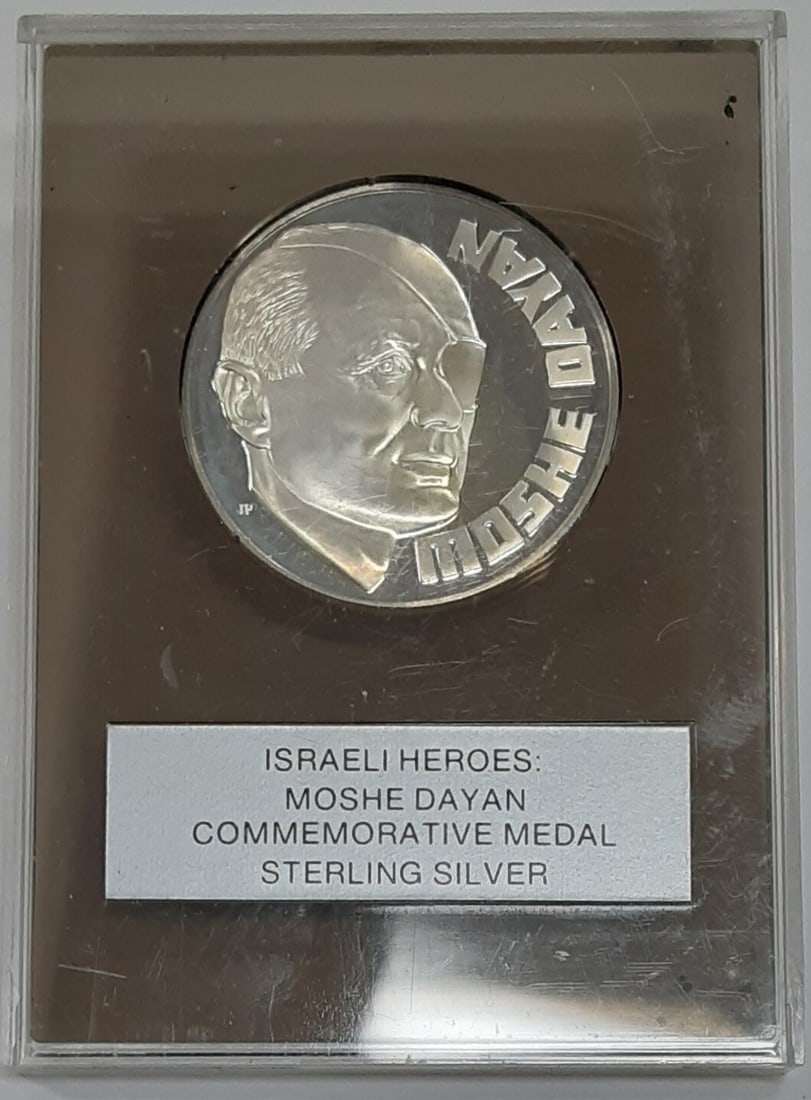 MOSHE DAYAN
JP
ISRAELI HEROES:
MOSHE DAYAN
COMMEMORATIVE MEDAL
STERLING SILVER